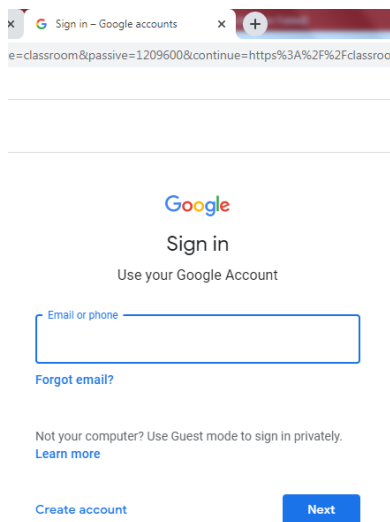 Sign in – Google accounts
e=classroom&passive=1209600&continue=https%3A%2F%2Fclassroo
Google
Sign in
Use your Google Account
Email or phone
Forgot email?
Not your computer? Use Guest mode to sign in privately.
Learn more
Create account
Next